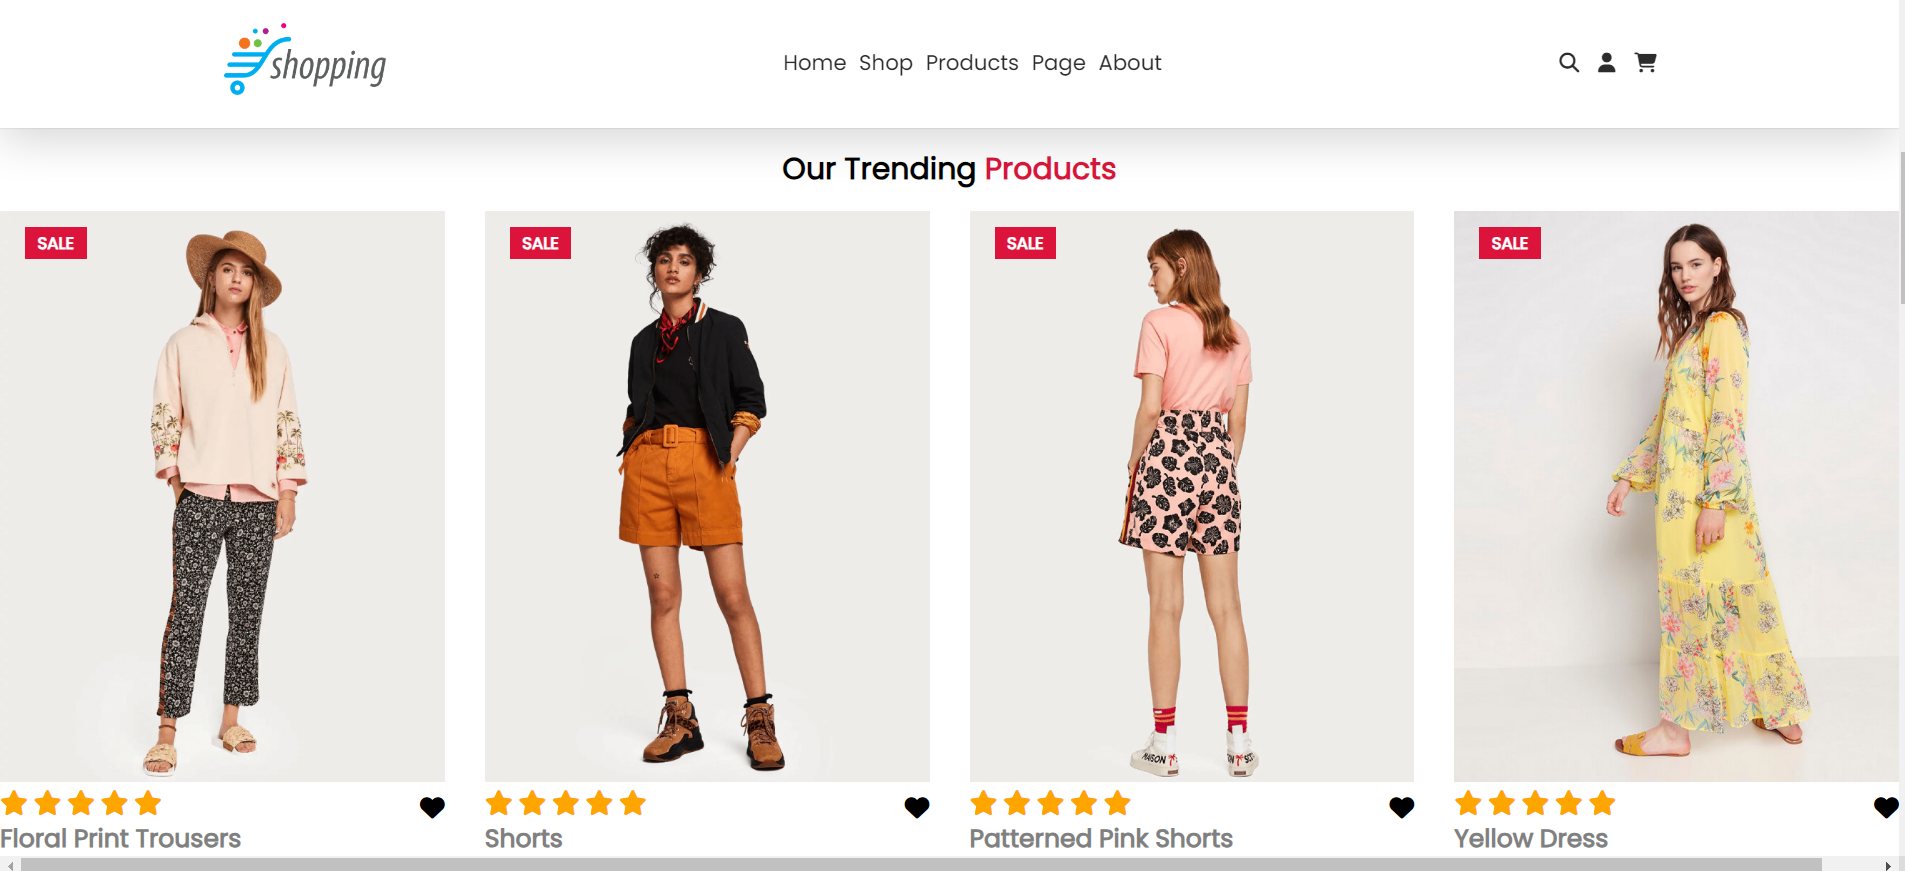 shopping
Home Shop Products Page About
Our Trending Products
SALE
SALE
SALE
SALE
MAISON
Floral Print Trousers
Shorts
Patterned Pink Shorts
Yellow Dress